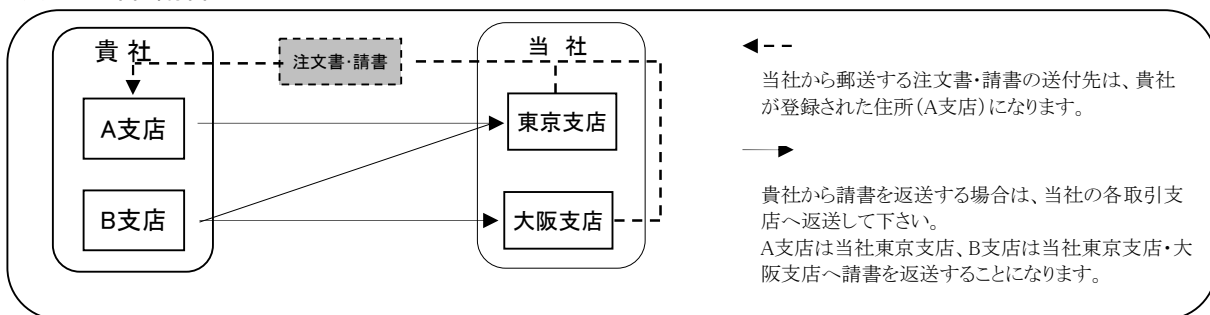 貴 社
注文書・請書
当 社
A支店
東京支店
B支店
大阪支店
当社から郵送する注文書・請書の送付先は、貴社
が登録された住所(A支店)になります。
貴社から請書を返送する場合は、当社の各取引支
店へ返送して下さい。
A支店は当社東京支店、B支店は当社東京支店・大
阪支店へ請書を返送することになります。